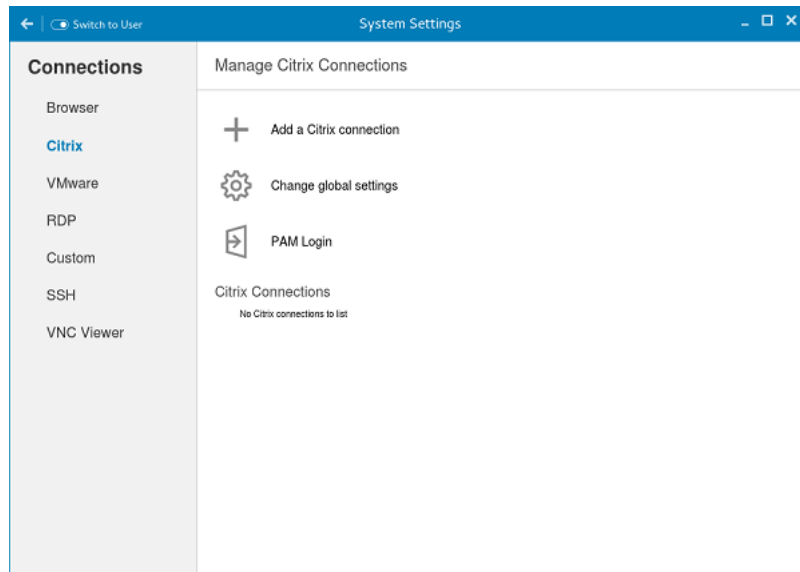 Switch to User
System Settings
Connections
Browser
Citrix
VMware
RDP
Custom
SSH
VNC Viewer
Manage Citrix Connections
Add a Citrix connection
Change global settings
PAM Login
Citrix Connections
No Citrix connections to list